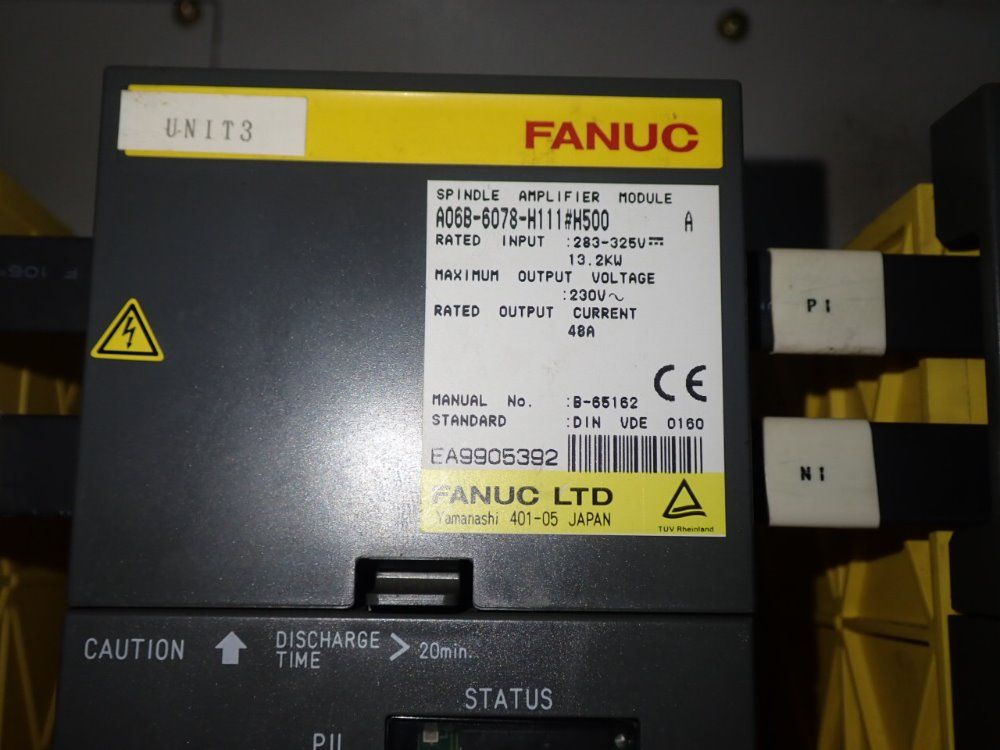 UNIT3
FANUC
SPINDLE AMPLIFIER MODULE
A06B-6078-H111#H500 A
RATED INPUT :283-325V⎓
13.2KW
MAXIMUM OUTPUT VOLTAGE
:230V～
RATED OUTPUT CURRENT
48A
CE
MANUAL No. :B-65162
STANDARD :DIN VDE 0160
EA9905392
FANUC LTD
Yamanashi 401-05 JAPAN
TUV Rheinland
P1
N1
CAUTION DISCHARGE TIME > 20min.
STATUS